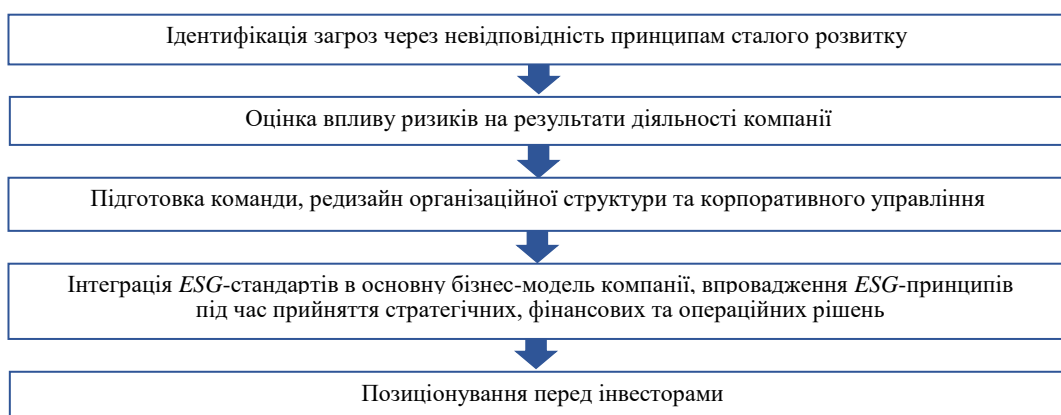 Ідентифікація загроз через невідповідність принципам сталого розвитку
Оцінка впливу ризиків на результати діяльності компанії
Підготовка команди, редизайн організаційної структури та корпоративного управління
Інтеграція ESG-стандартів в основну бізнес-модель компанії, впровадження ESG-принципів
під час прийняття стратегічних, фінансових та операційних рішень
Позиціонування перед інвесторами